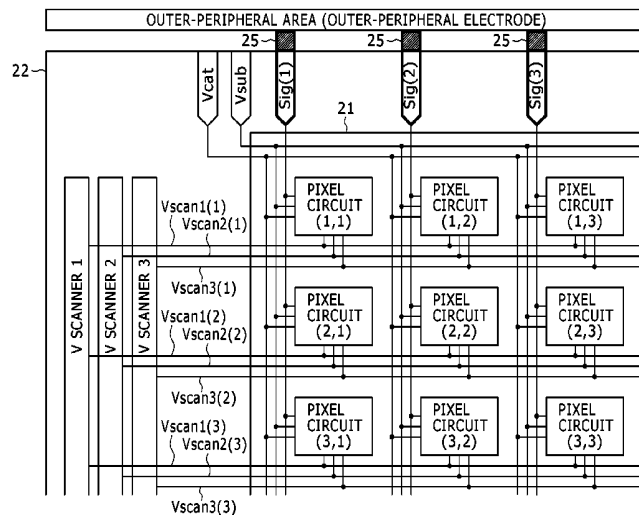 OUTER-PERIPHERAL AREA (OUTER-PERIPHERAL ELECTRODE)
25
25
25
22
Vcat
Vsub
Sig(1)
Sig(2)
Sig(3)
21
V SCANNER 1
V SCANNER 2
V SCANNER 3
Vscan1(1)
Vscan2(1)
Vscan3(1)
PIXEL
CIRCUIT
(1,1)
PIXEL
CIRCUIT
(1,2)
PIXEL
CIRCUIT
(1,3)
Vscan1(2)
Vscan2(2)
Vscan3(2)
PIXEL
CIRCUIT
(2,1)
PIXEL
CIRCUIT
(2,2)
PIXEL
CIRCUIT
(2,3)
Vscan1(3)
Vscan2(3)
Vscan3(3)
PIXEL
CIRCUIT
(3,1)
PIXEL
CIRCUIT
(3,2)
PIXEL
CIRCUIT
(3,3)